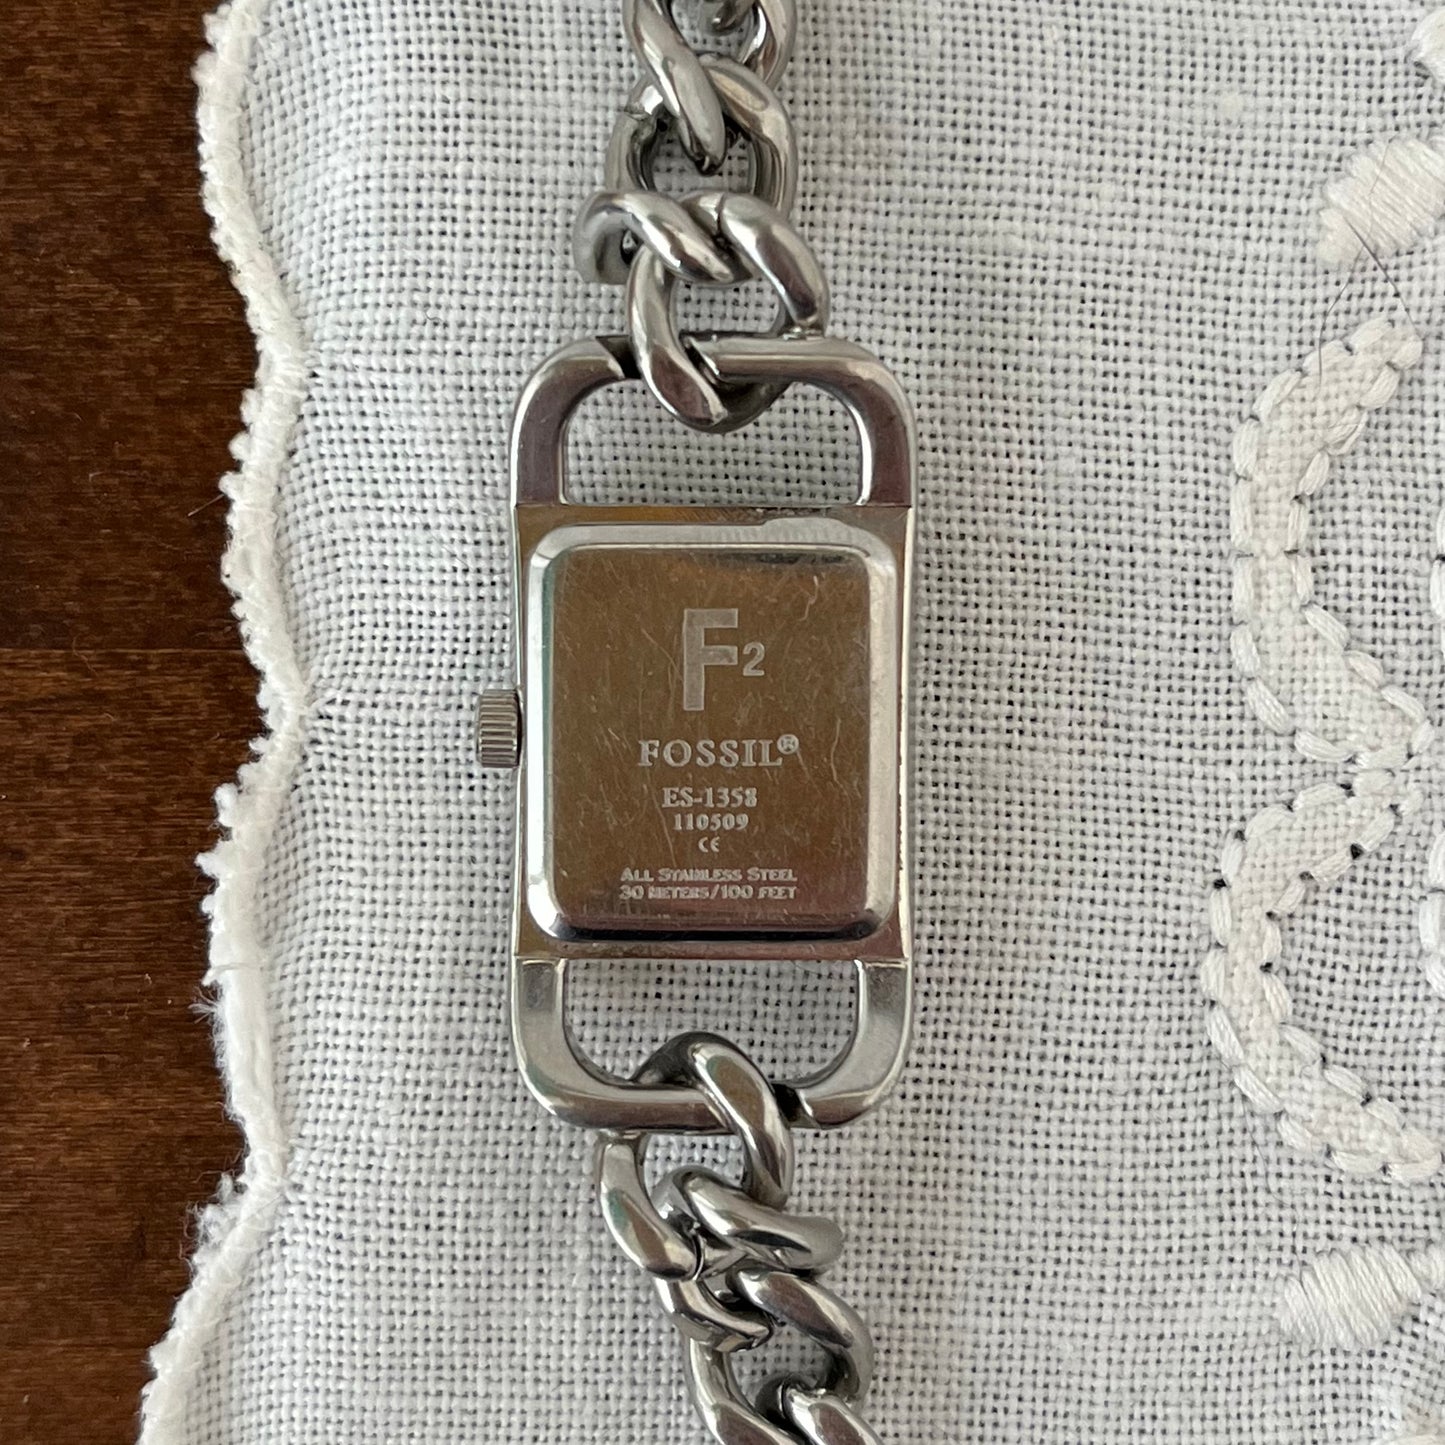 F2
FOSSIL®
ES-1358
110509
CE
ALL STAINLESS STEEL
30 METERS/100 FEET